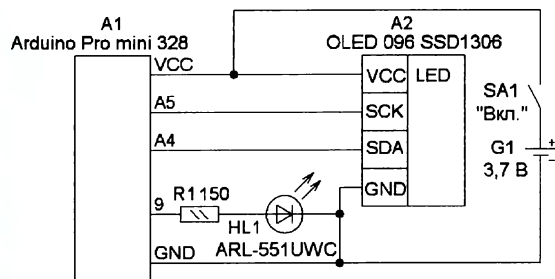 A1
Arduino Pro mini 328
A2
OLED 096 SSD1306
VCC
VCC
LED
A5
SCK
SA1
"Вкл."
A4
SDA
G1
3,7 В
+
−
9
R1 150
GND
HL1
ARL-551UWC
GND